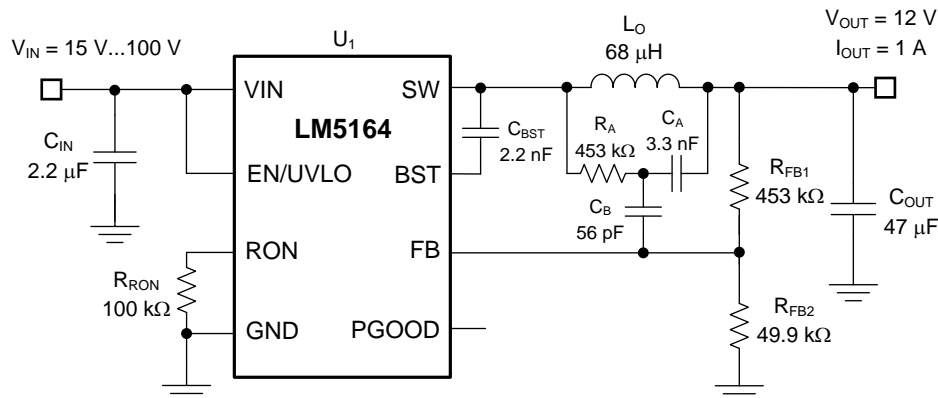 V_IN = 15 V...100 V
U_1
L_O
68 μH
V_OUT = 12 V
I_OUT = 1 A
VIN
SW
LM5164
C_IN
2.2 μF
C_BST
2.2 nF
R_A
453 kΩ
C_A
3.3 nF
EN/UVLO
BST
R_FB1
453 kΩ
C_B
56 pF
C_OUT
47 μF
RON
FB
R_RON
100 kΩ
GND
PGOOD
R_FB2
49.9 kΩ